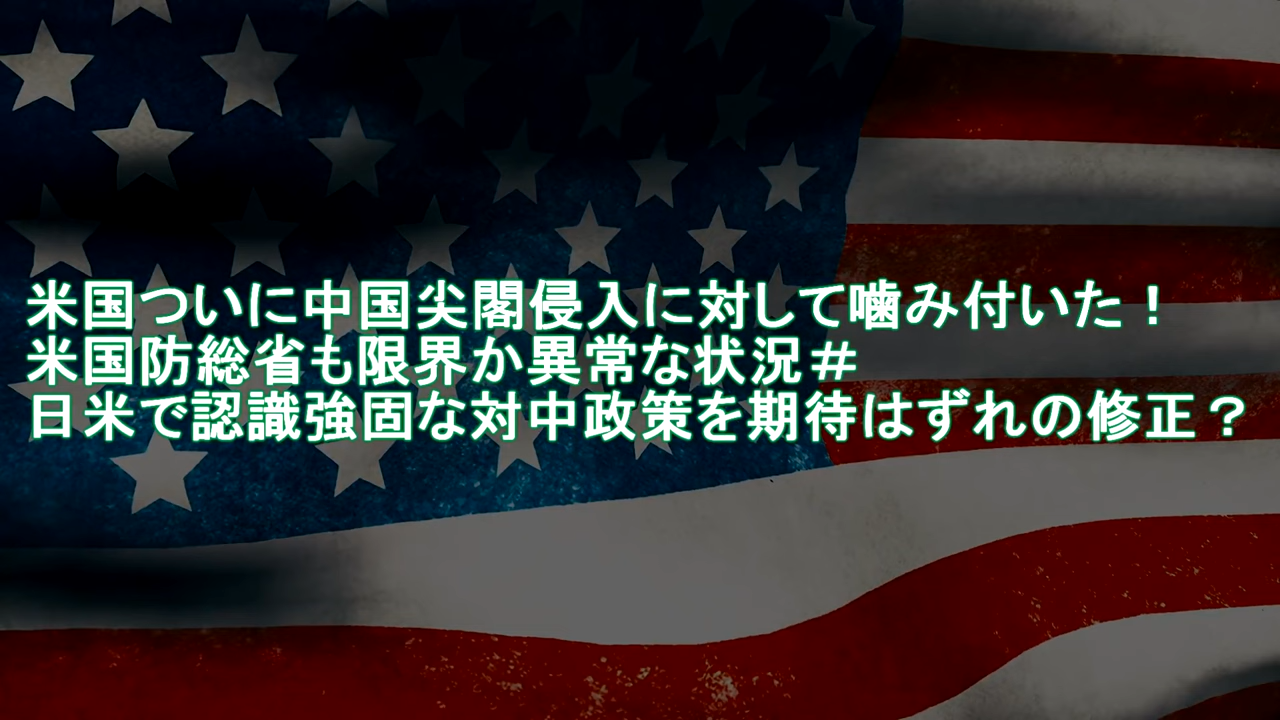 米国ついに中国尖閣侵入に対して噛み付いた！
米国防総省も限界か異常な状況＃
日米で認識強固な対中政策を期待はずれの修正？